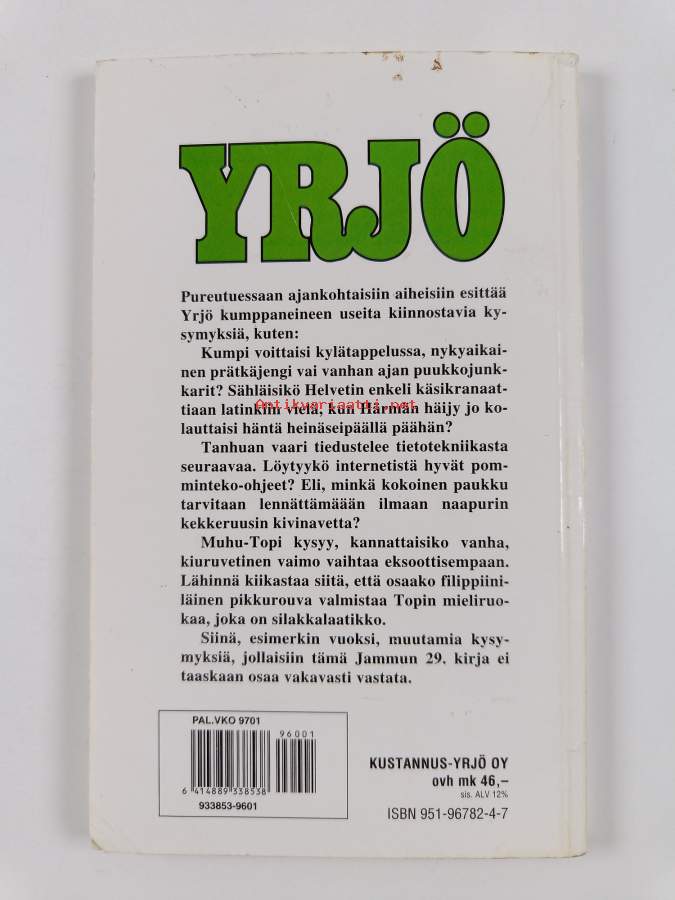 YRJÖ
Pureutuessaan ajankohtaisiin aiheisiin esittää
Yrjö kumppaneineen useita kiinnostavia ky-
symyksiä, kuten:
Kumpi voittaisi kylätappelussa, nykyaikai-
nen prätkäjengi vai vanhan ajan puukkojunk-
karit? Sähläisikö Helvetin enkeli käsikranaat-
tiaan latinkiin vielä, kun Härmän häijy jo ko-
Antikvariaatti.net
lauttaisi häntä heinäseipäällä päähän?
Tanhuan vaari tiedustelee tietotekniikasta
seuraavaa. Löytyykö internetistä hyvät pom-
minteko-ohjeet? Eli, minkä kokoinen paukku
tarvitaan lennättämäään ilmaan naapurin
kekkeruusin kivinavetta?
Muhu-Topi kysyy, kannattaisiko vanha,
kiuruvetinen vaimo vaihtaa eksoottisempaan.
Lähinnä kiikastaa siitä, että osaako filippiini-
läinen pikkurouva valmistaa Topin mieliruo-
kaa, joka on silakkalaatikko.
Siinä, esimerkin vuoksi, muutamia kysy-
myksiä, jollaisiin tämä Jammun 29. kirja ei
taaskaan osaa vakavasti vastata.
PAL.VKO 9701
96001
6 414889 338538
933853-9601
KUSTANNUS-YRJÖ OY
ovh mk 46,–
sis. ALV 12%
ISBN 951-96782-4-7